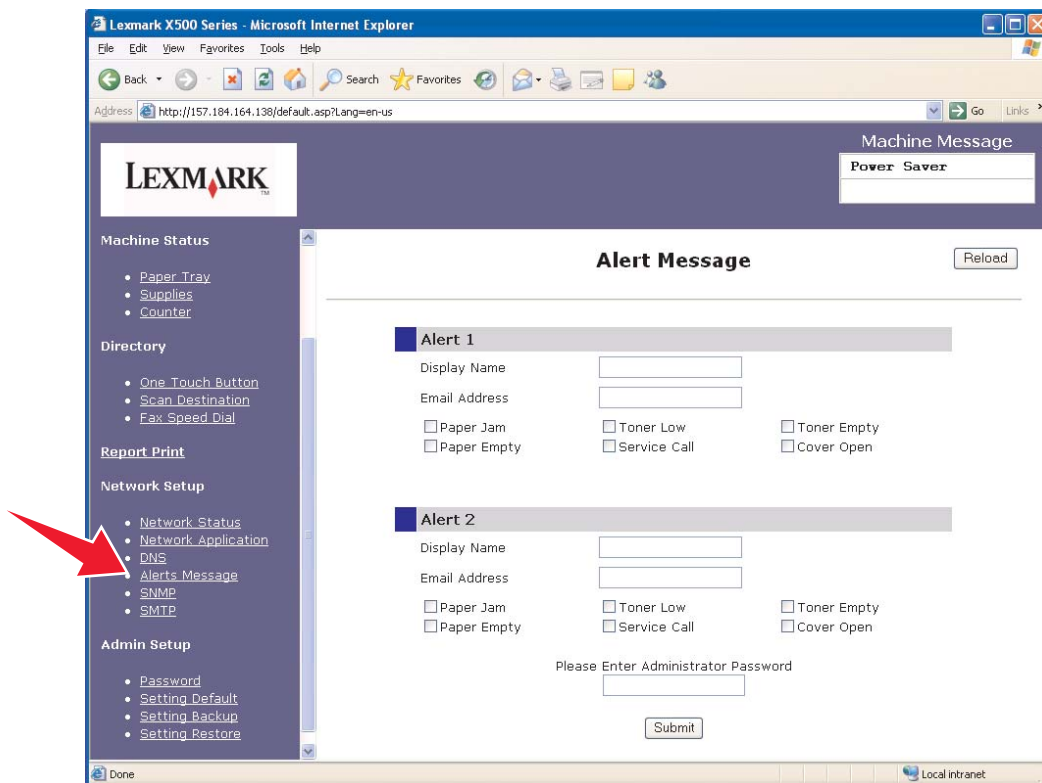 Lexmark X500 Series - Microsoft Internet Explorer
File Edit View Favorites Tools Help
Back Search Favorites
Address http://157.184.164.138/default.asp?Lang=en-us Go Links
LEXMARK
TM
Machine Message
Power Saver
Machine Status
Paper Tray
Supplies
Counter
Directory
One Touch Button
Scan Destination
Fax Speed Dial
Report Print
Network Setup
Network Status
Network Application
DNS
Alerts Message
SNMP
SMTP
Admin Setup
Password
Setting Default
Setting Backup
Setting Restore
Alert Message
Reload
Alert 1
Display Name
Email Address
Paper Jam Toner Low Toner Empty
Paper Empty Service Call Cover Open
Alert 2
Display Name
Email Address
Paper Jam Toner Low Toner Empty
Paper Empty Service Call Cover Open
Please Enter Administrator Password
Submit
Done Local intranet